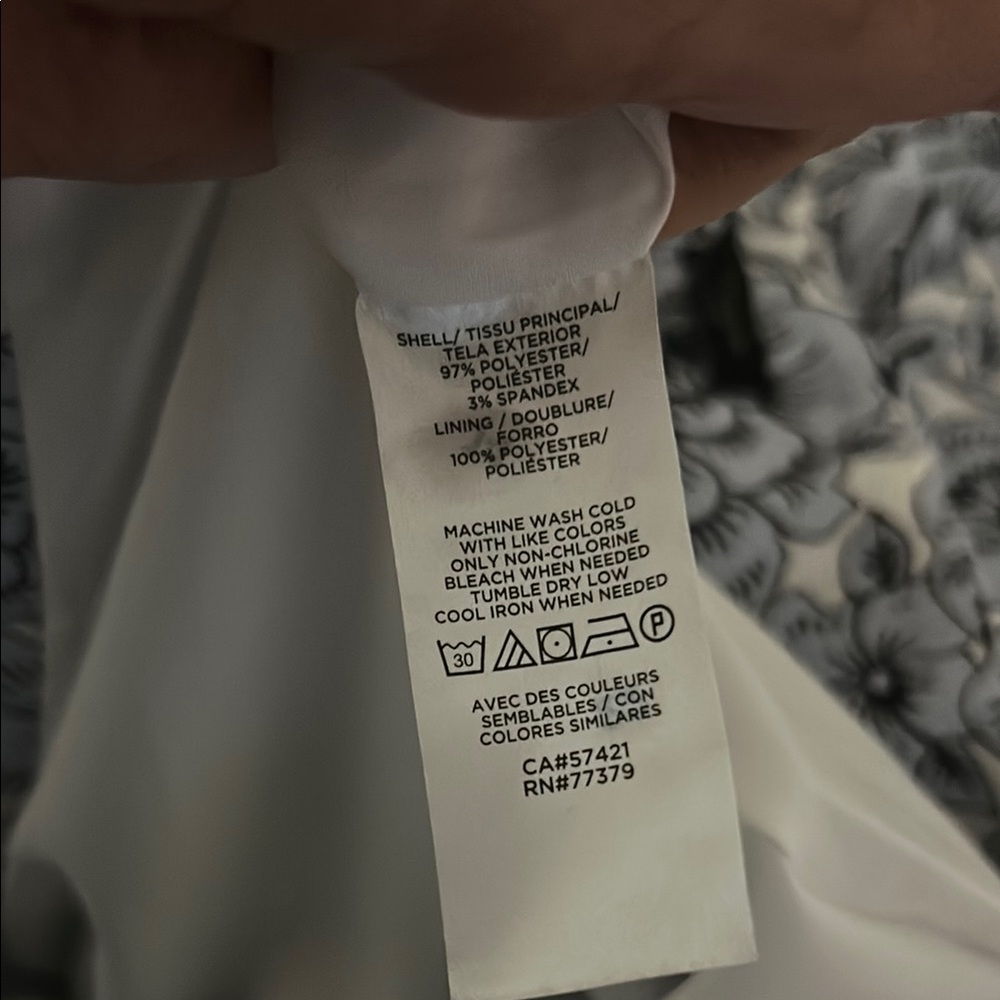 SHELL/ TISSU PRINCIPAL/
TELA EXTERIOR
97% POLYESTER/
POLIÉSTER
3% SPANDEX
LINING / DOUBLURE/
FORRO
100% POLYESTER/
POLIÉSTER
MACHINE WASH COLD
WITH LIKE COLORS
ONLY NON-CHLORINE
BLEACH WHEN NEEDED
TUMBLE DRY LOW
COOL IRON WHEN NEEDED
30 P
AVEC DES COULEURS
SEMBLABLES / CON
COLORES SIMILARES
CA#57421
RN#77379